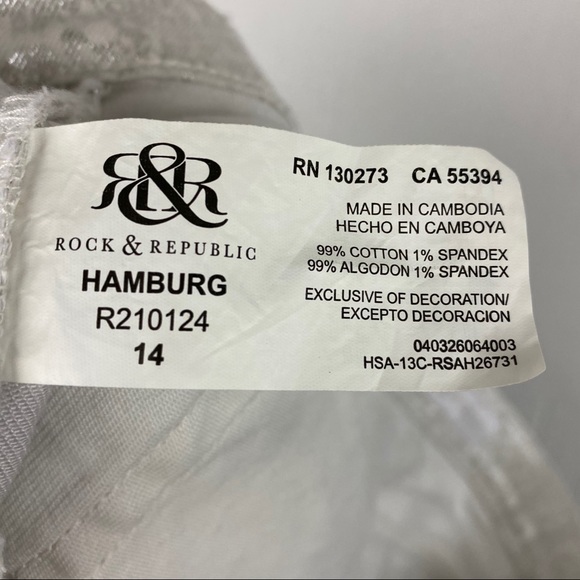 R&R
ROCK & REPUBLIC
HAMBURG
R210124
14
RN 130273 CA 55394
MADE IN CAMBODIA
HECHO EN CAMBOYA
99% COTTON 1% SPANDEX
99% ALGODON 1% SPANDEX
EXCLUSIVE OF DECORATION/
EXCEPTO DECORACION
040326064003
HSA-13C-RSAH26731